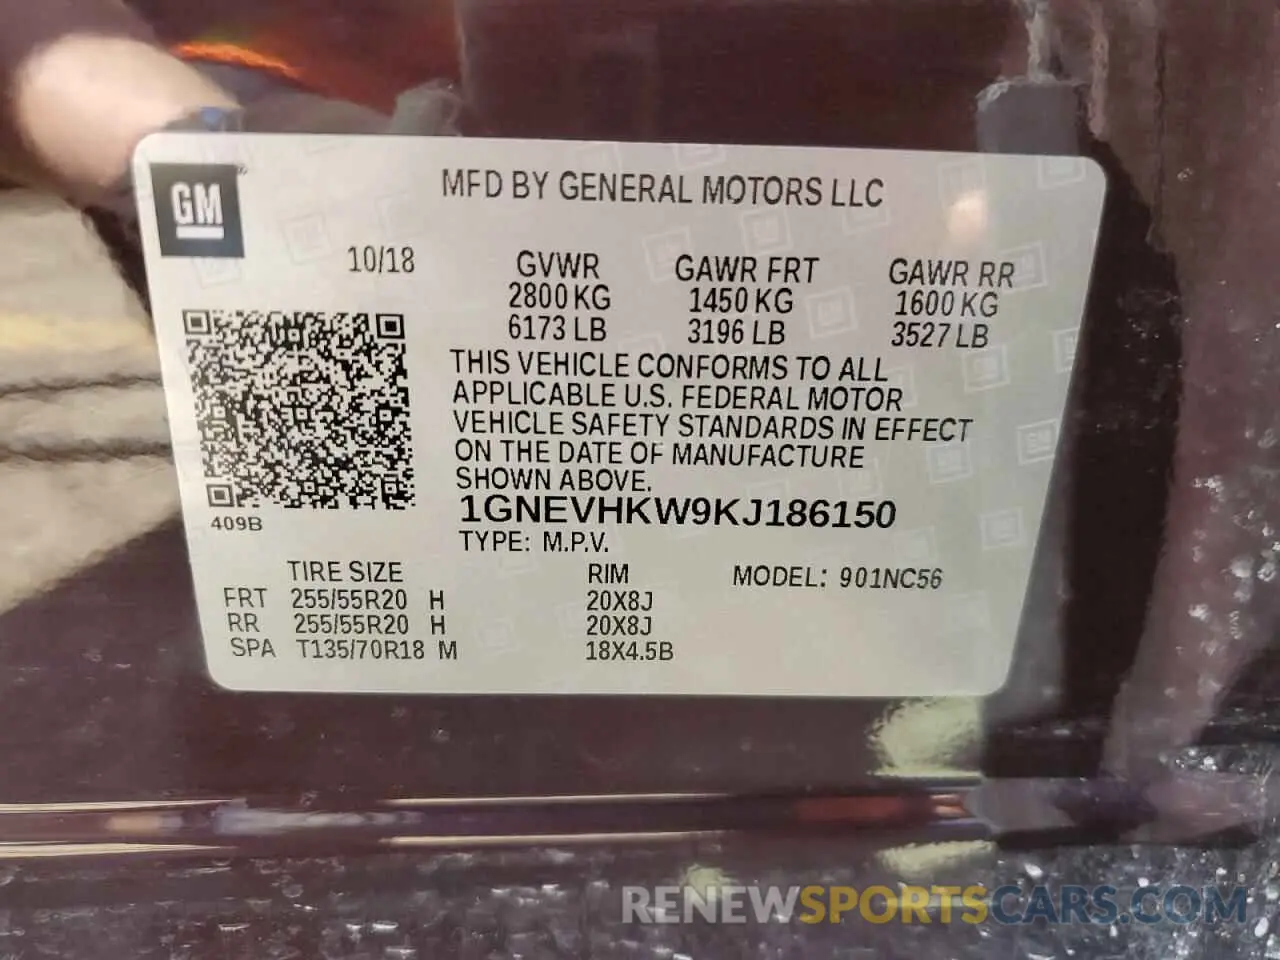 GM
MFD BY GENERAL MOTORS LLC
10/18 GVWR GAWR FRT GAWR RR
2800 KG 1450 KG 1600 KG
6173 LB 3196 LB 3527 LB
THIS VEHICLE CONFORMS TO ALL
APPLICABLE U.S. FEDERAL MOTOR
VEHICLE SAFETY STANDARDS IN EFFECT
ON THE DATE OF MANUFACTURE
SHOWN ABOVE.
1GNEVHKW9KJ186150
409B
TYPE: M.P.V.
TIRE SIZE RIM MODEL: 901NC56
FRT 255/55R20 H 20X8J
RR 255/55R20 H 20X8J
SPA T135/70R18 M 18X4.5B
RENEWSPORTSCARS.COM